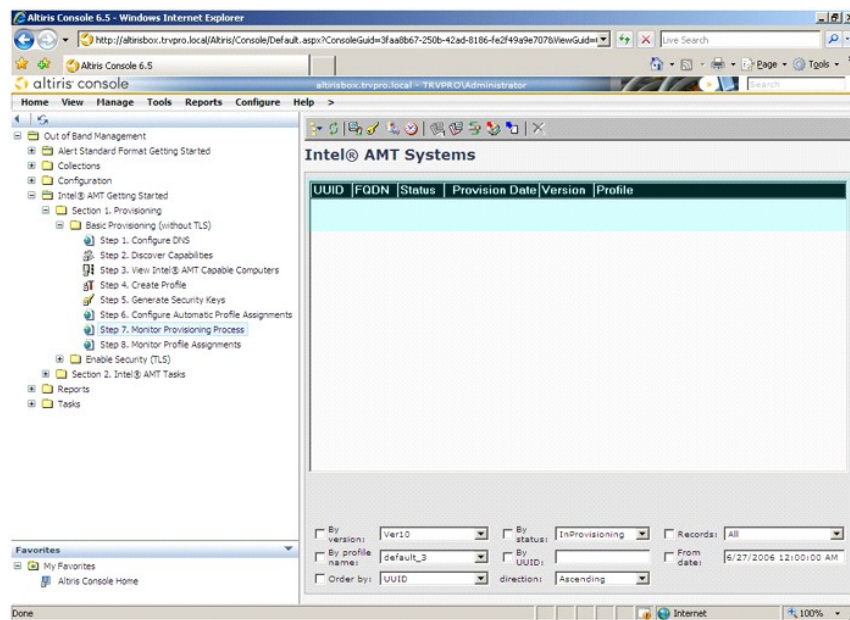 Altiris Console 6.5 - Windows Internet Explorer
http://altirisbox.trvpro.local/Altiris/Console/Default.aspx?ConsoleGuid=3faa8b67-250b-42ad-8186-fe2f49a9e707&ViewGuid=
Live Search
Altiris Console 6.5
Page
Tools
altiris console
altirisbox.trvpro.local - TRVPRO\Administrator
Search
Home View Manage Tools Reports Configure Help >
Out of Band Management
Alert Standard Format Getting Started
Collections
Configuration
Intel® AMT Getting Started
Section 1. Provisioning
Basic Provisioning (without TLS)
Step 1. Configure DNS
Step 2. Discover Capabilities
Step 3. View Intel® AMT Capable Computers
Step 4. Create Profile
Step 5. Generate Security Keys
Step 6. Configure Automatic Profile Assignments
Step 7. Monitor Provisioning Process
Step 8. Monitor Profile Assignments
Enable Security (TLS)
Section 2. Intel® AMT Tasks
Reports
Tasks
Favorites
My Favorites
Altiris Console Home
Intel® AMT Systems
UUID FQDN Status Provision Date Version Profile
By version: Ver10 By status: InProvisioning Records: All
By profile name: default_3 By UUID: From date: 6/27/2006 12:00:00 AM
Order by: UUID direction: Ascending
Done
Internet
100%